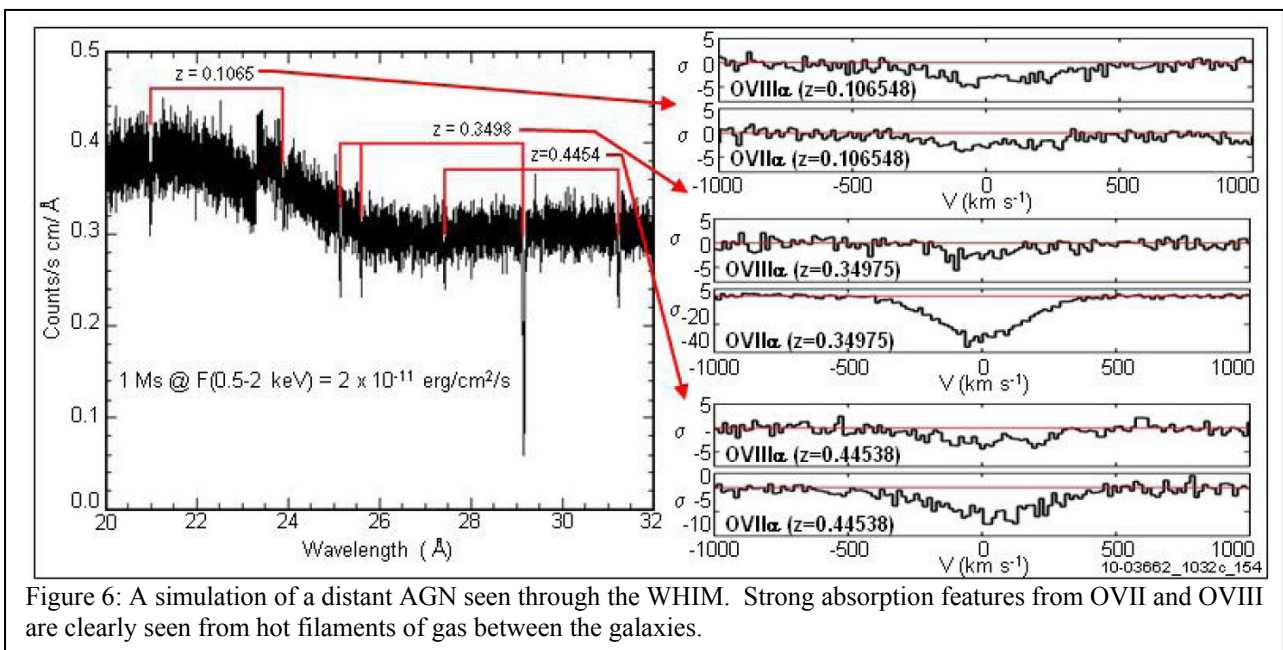 0.5
0.4
0.3
0.2
0.1
0.0
Counts/s cm/ Å
z = 0.1065
z = 0.3498
z=0.4454
1 Ms @ F(0.5-2 keV) = 2 x 10⁻¹¹ erg/cm²/s
20 22 24 26 28 30 32
Wavelength ( Å)
5
σ 0
-5
OVIIIα (z=0.106548)
5
σ 0
-5
OVIIα (z=0.106548)
-1000 -500 0 500 1000
V (km s⁻¹)
5
σ 0
-5
OVIIIα (z=0.34975)
5
σ -20
-40
OVIIα (z=0.34975)
-1000 -500 0 500 1000
V (km s⁻¹)
5
σ -
-5
OVIIIα (z=0.44538)
0
σ -5
-10
OVIIα (z=0.44538)
-1000 -500 0 500 1000
V (km s⁻¹)
10-03662_1032c_154
Figure 6: A simulation of a distant AGN seen through the WHIM. Strong absorption features from OVII and OVIII
are clearly seen from hot filaments of gas between the galaxies.